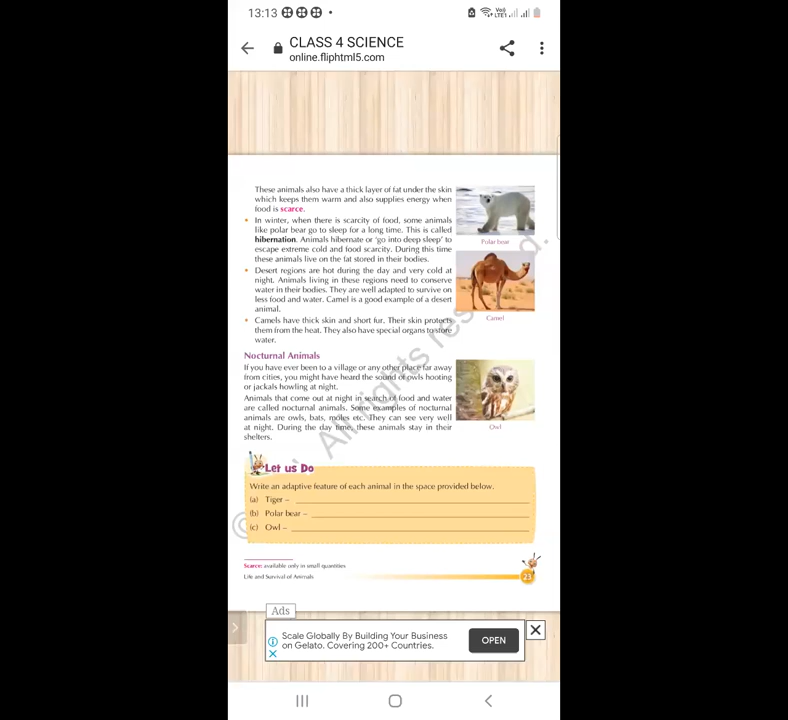 13:13
Vo))
LTE1
CLASS 4 SCIENCE
online.fliphtml5.com
These animals also have a thick layer of fat under the skin
which keeps them warm and also supplies energy when
food is scarce.
• In winter, when there is scarcity of food, some animals
like polar bear go to sleep for a long time. This is called
hibernation. Animals hibernate or 'go into deep sleep' to
escape extreme cold and food scarcity. During this time
these animals live on the fat stored in their bodies.
Polar bear
• Desert regions are hot during the day and very cold at
night. Animals living in these regions need to conserve
water in their bodies. They are well adapted to survive on
less food and water. Camel is a good example of a desert
animal.
Camel
• Camels have thick skin and short fur. Their skin protects
them from the heat. They also have special organs to store
water.
Nocturnal Animals
If you have ever been to a village or any other place far away
from cities, you might have heard the sound of owls hooting
or jackals howling at night.
Animals that come out at night in search of food and water
are called nocturnal animals. Some examples of nocturnal
animals are owls, bats, moths etc. They can see very well
at night. During the day time, these animals stay in their
shelters.
Owl
Let us Do
Write an adaptive feature of each animal in the space provided below.
(a) Tiger –
(b) Polar bear –
(c) Owl –
Scarce: available only in small quantities
Life and Survival of Animals
23
© All rights res d.
Ads
Scale Globally By Building Your Business
on Gelato. Covering 200+ Countries.
OPEN